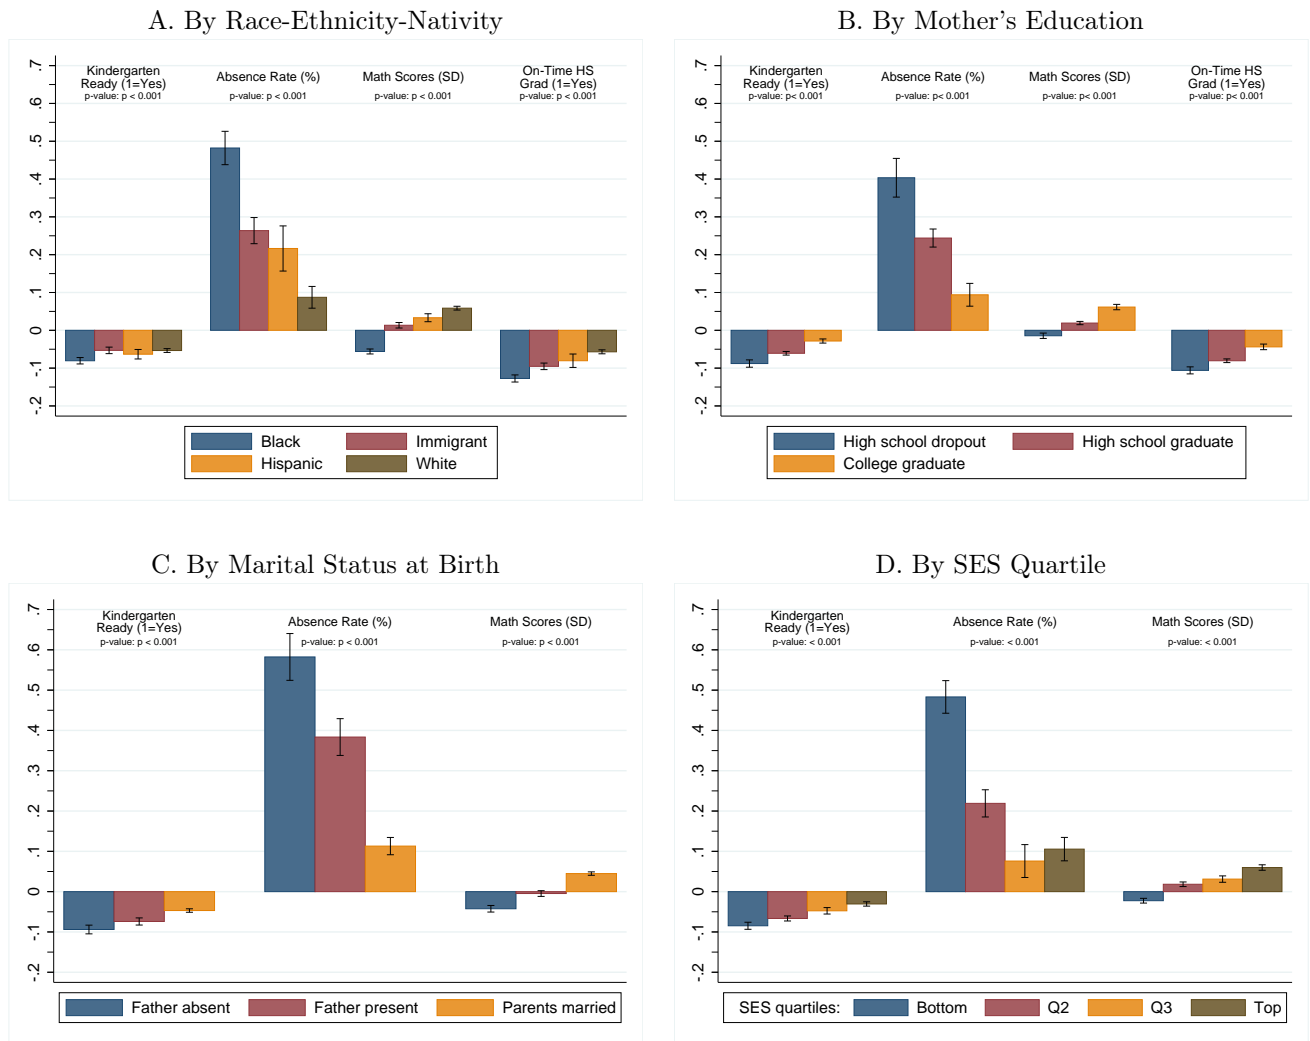 A. By Race-Ethnicity-Nativity
Kindergarten
Ready (1=Yes)
p-value: p < 0.001
Absence Rate (%)
p-value: p < 0.001
Math Scores (SD)
p-value: p < 0.001
On-Time HS
Grad (1=Yes)
p-value: p < 0.001
.7
.6
.5
.4
.3
.2
.1
0
-.1
-.2
Black
Immigrant
Hispanic
White
B. By Mother's Education
Kindergarten
Ready (1=Yes)
p-value: p< 0.001
Absence Rate (%)
p-value: p< 0.001
Math Scores (SD)
p-value: p< 0.001
On-Time HS
Grad (1=Yes)
p-value: p< 0.001
.7
.6
.5
.4
.3
.2
.1
0
-.1
-.2
High school dropout
High school graduate
College graduate
C. By Marital Status at Birth
Kindergarten
Ready (1=Yes)
p-value: p < 0.001
Absence Rate (%)
p-value: p < 0.001
Math Scores (SD)
p-value: p < 0.001
.7
.6
.5
.4
.3
.2
.1
0
-.1
-.2
Father absent
Father present
Parents married
D. By SES Quartile
Kindergarten
Ready (1=Yes)
p-value: < 0.001
Absence Rate (%)
p-value: < 0.001
Math Scores (SD)
p-value: < 0.001
.7
.6
.5
.4
.3
.2
.1
0
-.1
-.2
SES quartiles:
Bottom
Q2
Q3
Top